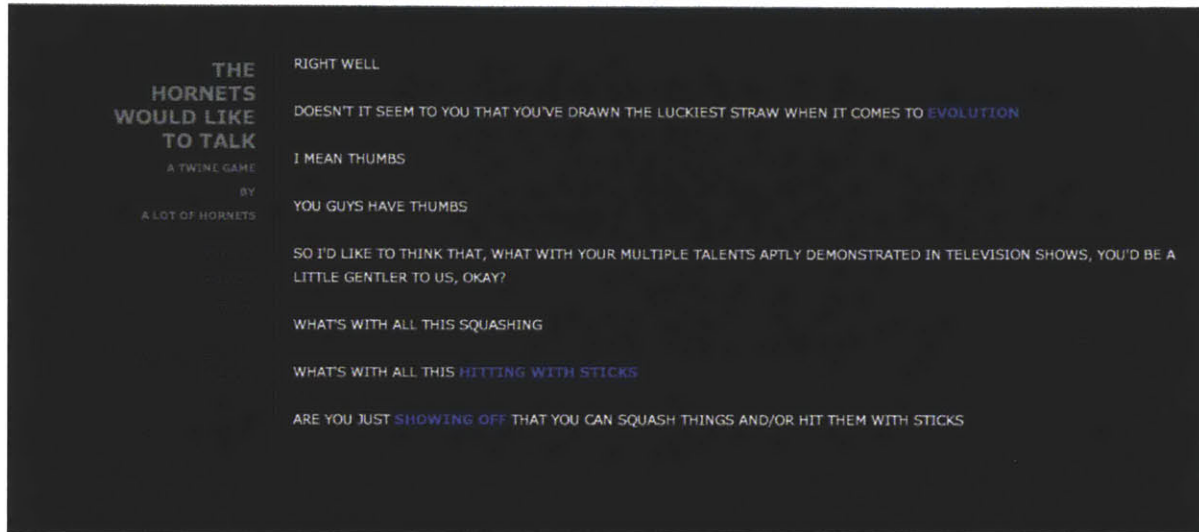 THE
HORNETS
WOULD LIKE
TO TALK
A TWINE GAME
BY
A LOT OF HORNETS
RIGHT WELL
DOESN'T IT SEEM TO YOU THAT YOU'VE DRAWN THE LUCKIEST STRAW WHEN IT COMES TO EVOLUTION
I MEAN THUMBS
YOU GUYS HAVE THUMBS
SO I'D LIKE TO THINK THAT, WHAT WITH YOUR MULTIPLE TALENTS APTLY DEMONSTRATED IN TELEVISION SHOWS, YOU'D BE A
LITTLE GENTLER TO US, OKAY?
WHAT'S WITH ALL THIS SQUASHING
WHAT'S WITH ALL THIS HITTING WITH STICKS
ARE YOU JUST SHOWING OFF THAT YOU CAN SQUASH THINGS AND/OR HIT THEM WITH STICKS